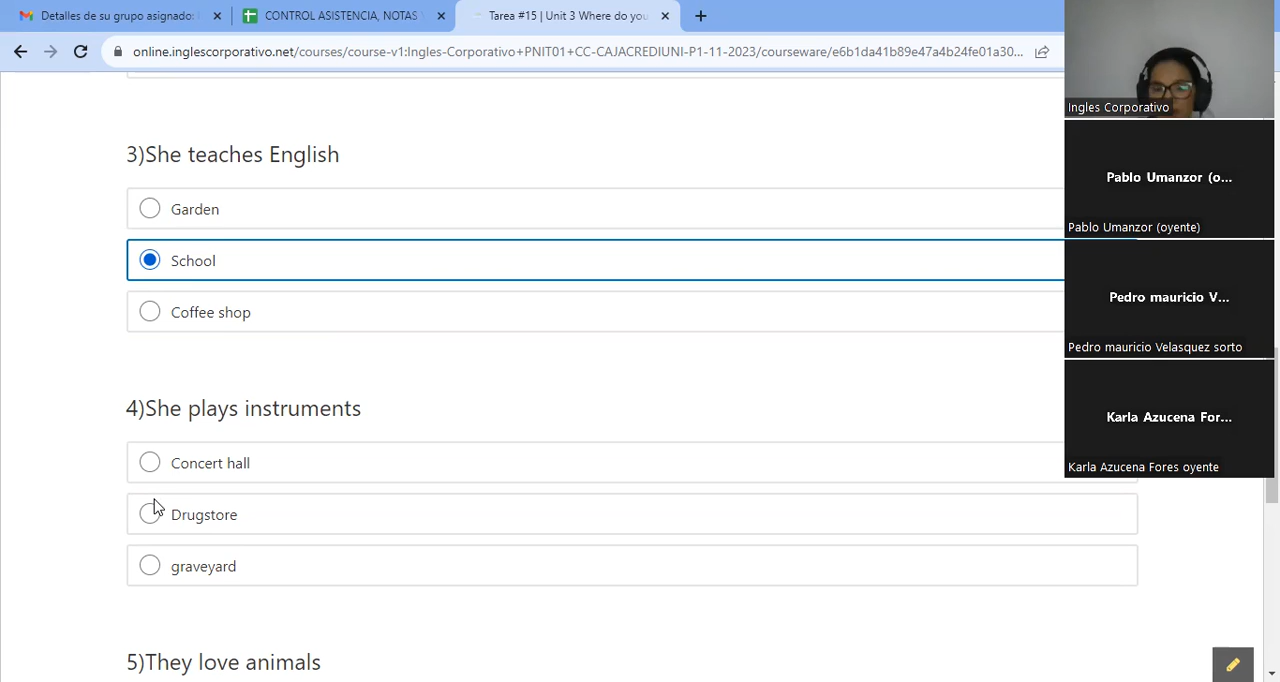 Detalles de su grupo asignado:
CONTROL ASISTENCIA, NOTAS
Tarea #15 | Unit 3 Where do you
online.inglescorporativo.net/courses/course-v1:Ingles-Corporativo+PNIT01+CC-CAJACREDIUNI-P1-11-2023/courseware/e6b1da41b89e47a4b24fe01a30...
Ingles Corporativo
3)She teaches English
Garden
School
Coffee shop
4)She plays instruments
Concert hall
Drugstore
graveyard
5)They love animals
Pablo Umanzor (o...
Pablo Umanzor (oyente)
Pedro mauricio V...
Pedro mauricio Velasquez sorto
Karla Azucena For...
Karla Azucena Fores oyente